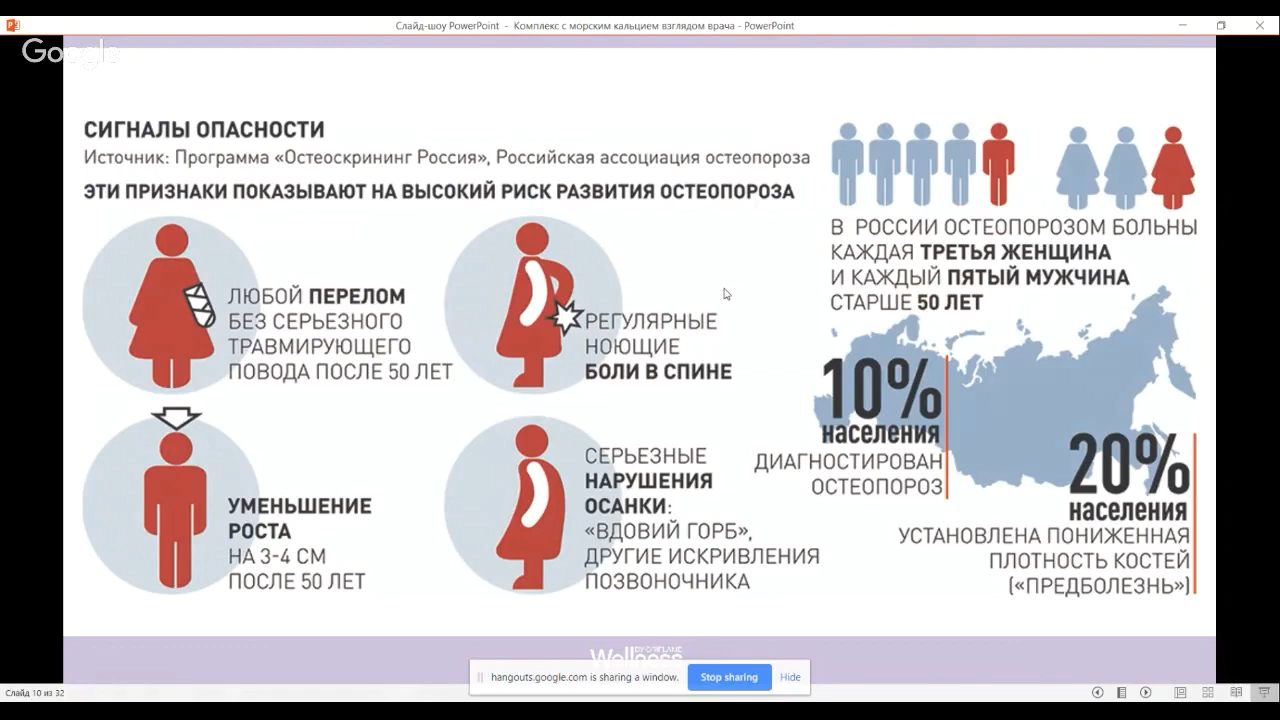 Слайд-шоу PowerPoint - Комплекс с морским кальцием взглядом врача - PowerPoint
Google
СИГНАЛЫ ОПАСНОСТИ
Источник: Программа «Остеоскрининг Россия», Российская ассоциация остеопороза
ЭТИ ПРИЗНАКИ ПОКАЗЫВАЮТ НА ВЫСОКИЙ РИСК РАЗВИТИЯ ОСТЕОПОРОЗА
ЛЮБОЙ ПЕРЕЛОМ
БЕЗ СЕРЬЕЗНОГО
ТРАВМИРУЮЩЕГО
ПОВОДА ПОСЛЕ 50 ЛЕТ
РЕГУЛЯРНЫЕ
НОЮЩИЕ
БОЛИ В СПИНЕ
УМЕНЬШЕНИЕ
РОСТА
НА 3-4 СМ
ПОСЛЕ 50 ЛЕТ
СЕРЬЕЗНЫЕ
НАРУШЕНИЯ
ОСАНКИ:
«ВДОВИЙ ГОРБ»,
ДРУГИЕ ИСКРИВЛЕНИЯ
ПОЗВОНОЧНИКА
В РОССИИ ОСТЕОПОРОЗОМ БОЛЬНЫ
КАЖДАЯ ТРЕТЬЯ ЖЕНЩИНА
И КАЖДЫЙ ПЯТЫЙ МУЖЧИНА
СТАРШЕ 50 ЛЕТ
10%
населения
ДИАГНОСТИРОВАН
ОСТЕОПОРОЗ
20%
населения
УСТАНОВЛЕНА ПОНИЖЕННАЯ
ПЛОТНОСТЬ КОСТЕЙ
(«ПРЕДБОЛЕЗНЬ»)
BY ORIFLAME
Wellness
hangouts.google.com is sharing a window. Stop sharing Hide
Слайд 10 из 32